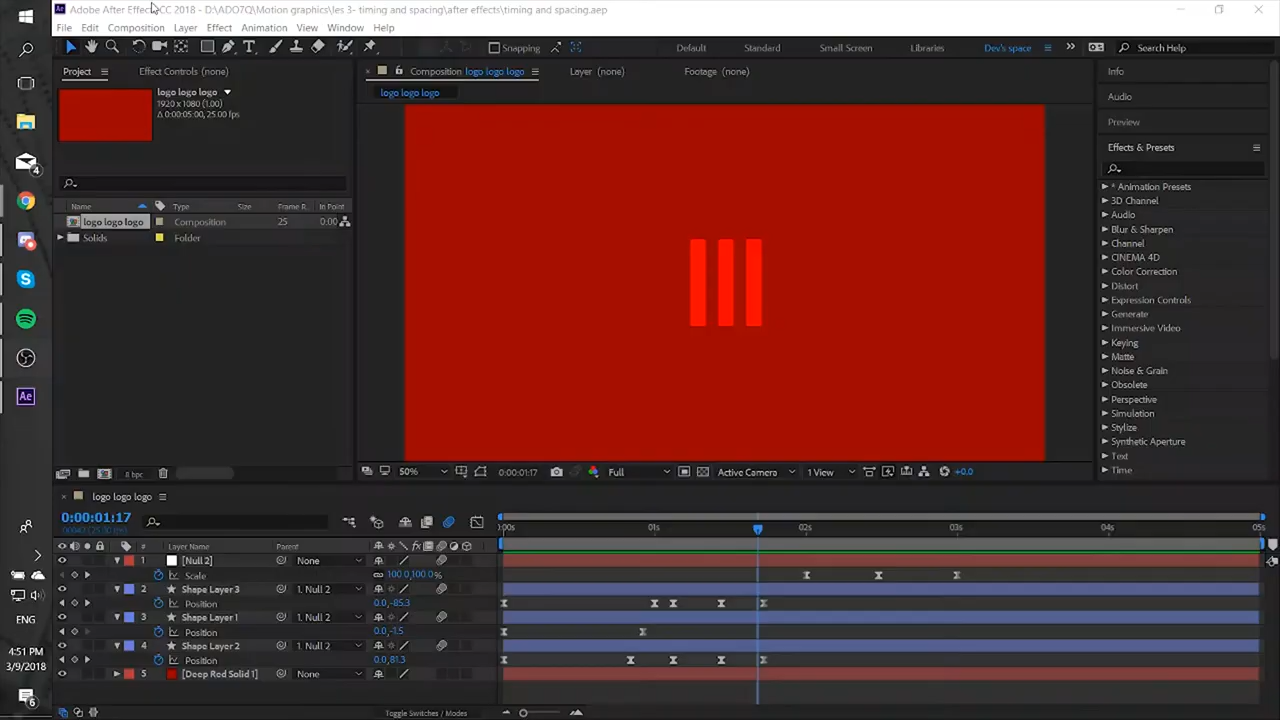 Adobe After Effects CC 2018 - D:\ADO7Q\Motion graphics\les 3- timing and spacing\after effects\timing and spacing.aep
File Edit Composition Layer Effect Animation View Window Help
Snapping Default Standard Small Screen Libraries Dev's space Search Help
Project Effect Controls (none) Composition logo logo logo Layer (none) Footage (none) Info
logo logo logo
1920 x 1080 (1.00)
Δ 0:00:05:00, 25.00 fps
logo logo logo
Audio
Preview
Effects & Presets
Name Type Size Frame R... In Point
logo logo logo Composition 25 0:00
Solids Folder
* Animation Presets
3D Channel
Audio
Blur & Sharpen
Channel
CINEMA 4D
Color Correction
Distort
Expression Controls
Generate
Immersive Video
Keying
Matte
Noise & Grain
Obsolete
Perspective
Simulation
Stylize
Synthetic Aperture
Text
Time
8 bpc
50% 0:00:01:17 Full Active Camera 1 View +0.0
logo logo logo
0:00:01:17
:00s 01s 02s 03s 04s 05s
# Layer Name Parent
1 [Null 2] None
Scale 100.0,100.0%
2 Shape Layer 3 1. Null 2
Position 0.0,-85.3
3 Shape Layer 1 1. Null 2
Position 0.0,-1.5
4 Shape Layer 2 1. Null 2
Position 0.0,81.3
5 [Deep Red Solid 1] None
Toggle Switches / Modes
4
Ae
ENG
4:51 PM
3/9/2018
6